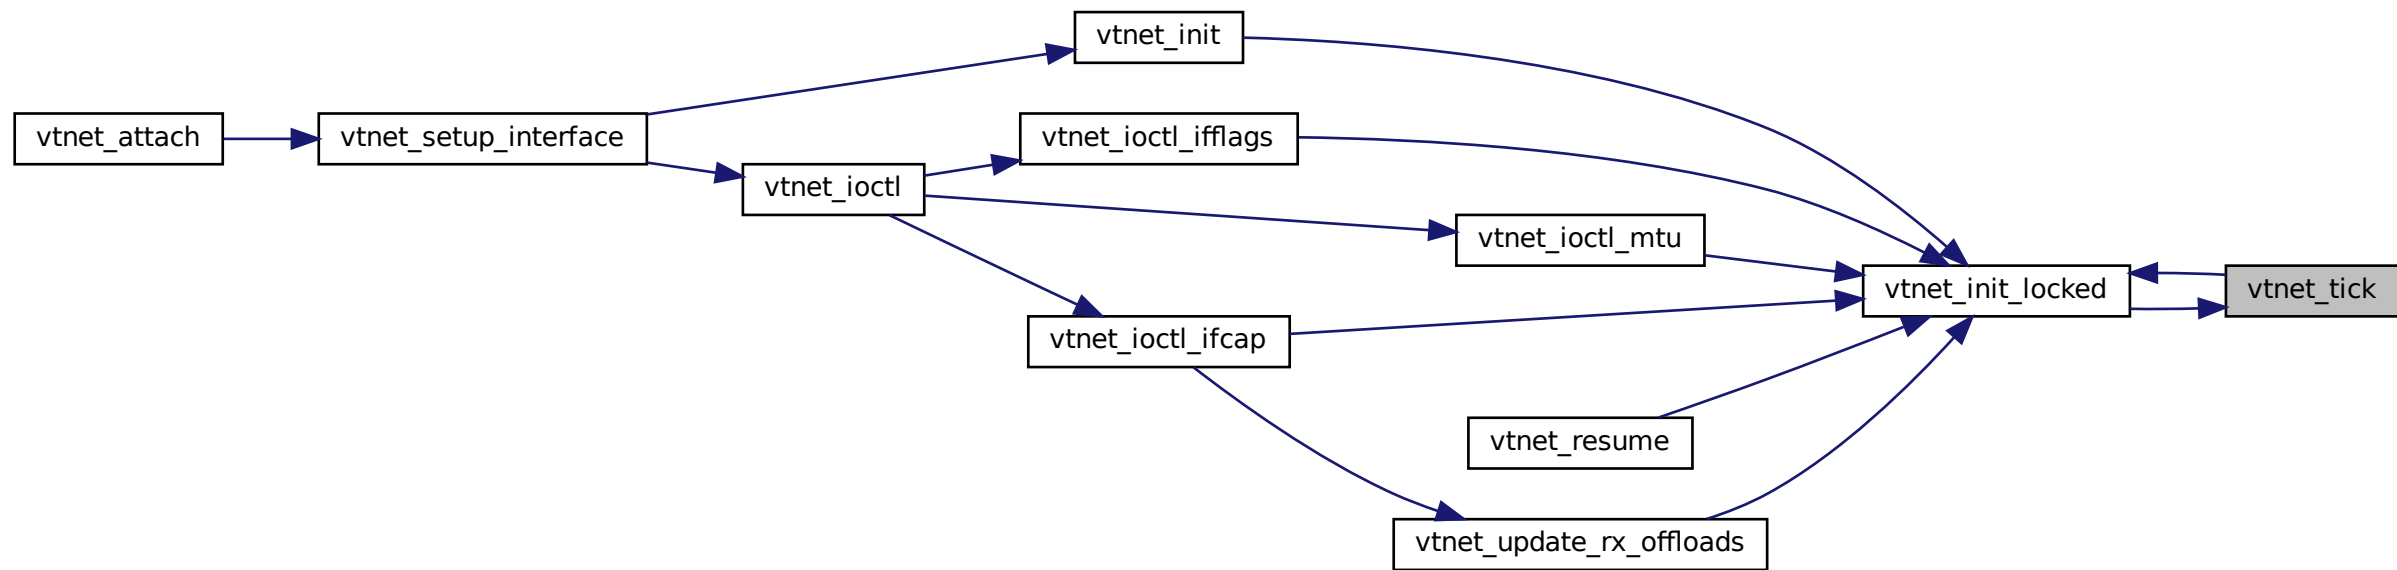 vtnet_init
vtnet_attach
vtnet_setup_interface
vtnet_ioctl_ifflags
vtnet_ioctl
vtnet_ioctl_mtu
vtnet_init_locked
vtnet_tick
vtnet_ioctl_ifcap
vtnet_resume
vtnet_update_rx_offloads